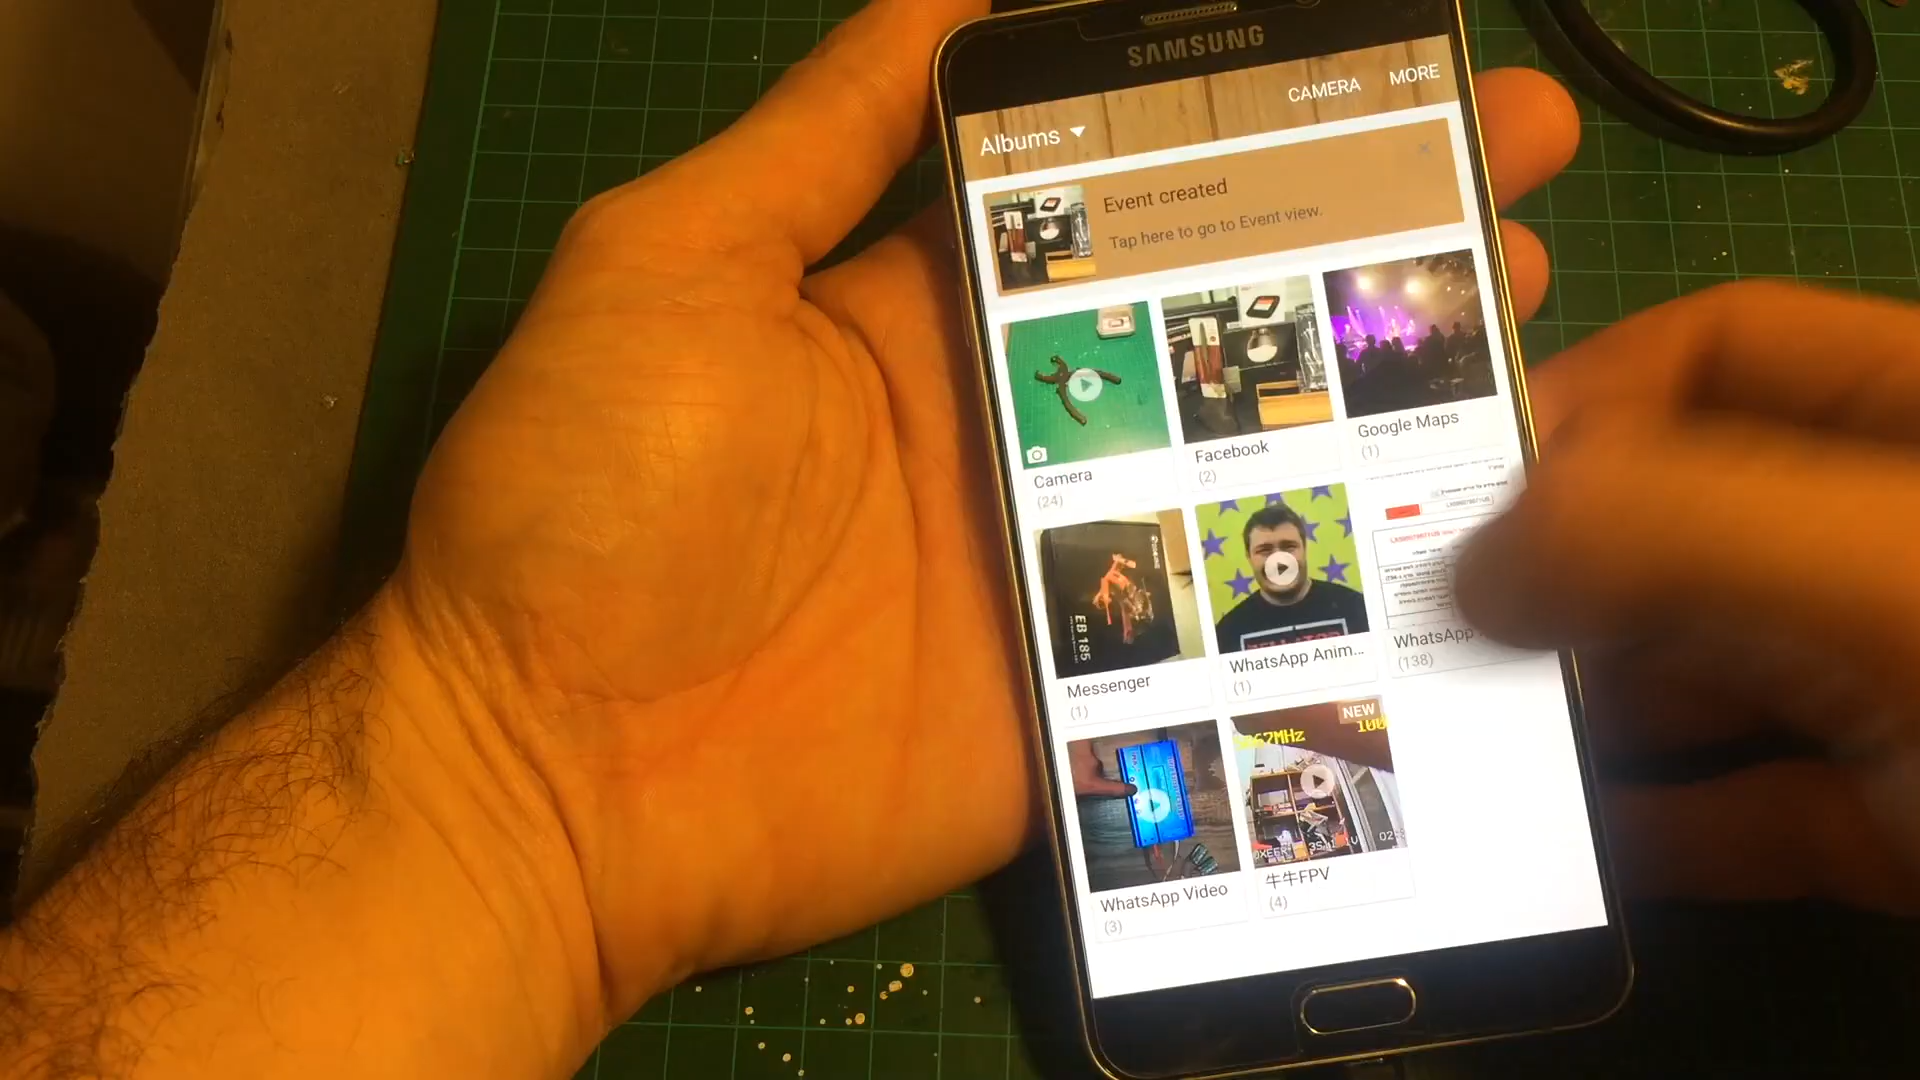 SAMSUNG
CAMERA MORE
Albums
Event created
Tap here to go to Event view.
Camera
(24)
Facebook
(2)
Google Maps
(1)
EB 185
Messenger
(1)
WhatsApp Anim...
(1)
WhatsApp
(138)
WhatsApp Video
(3)
NEW
牛牛FPV
(4)